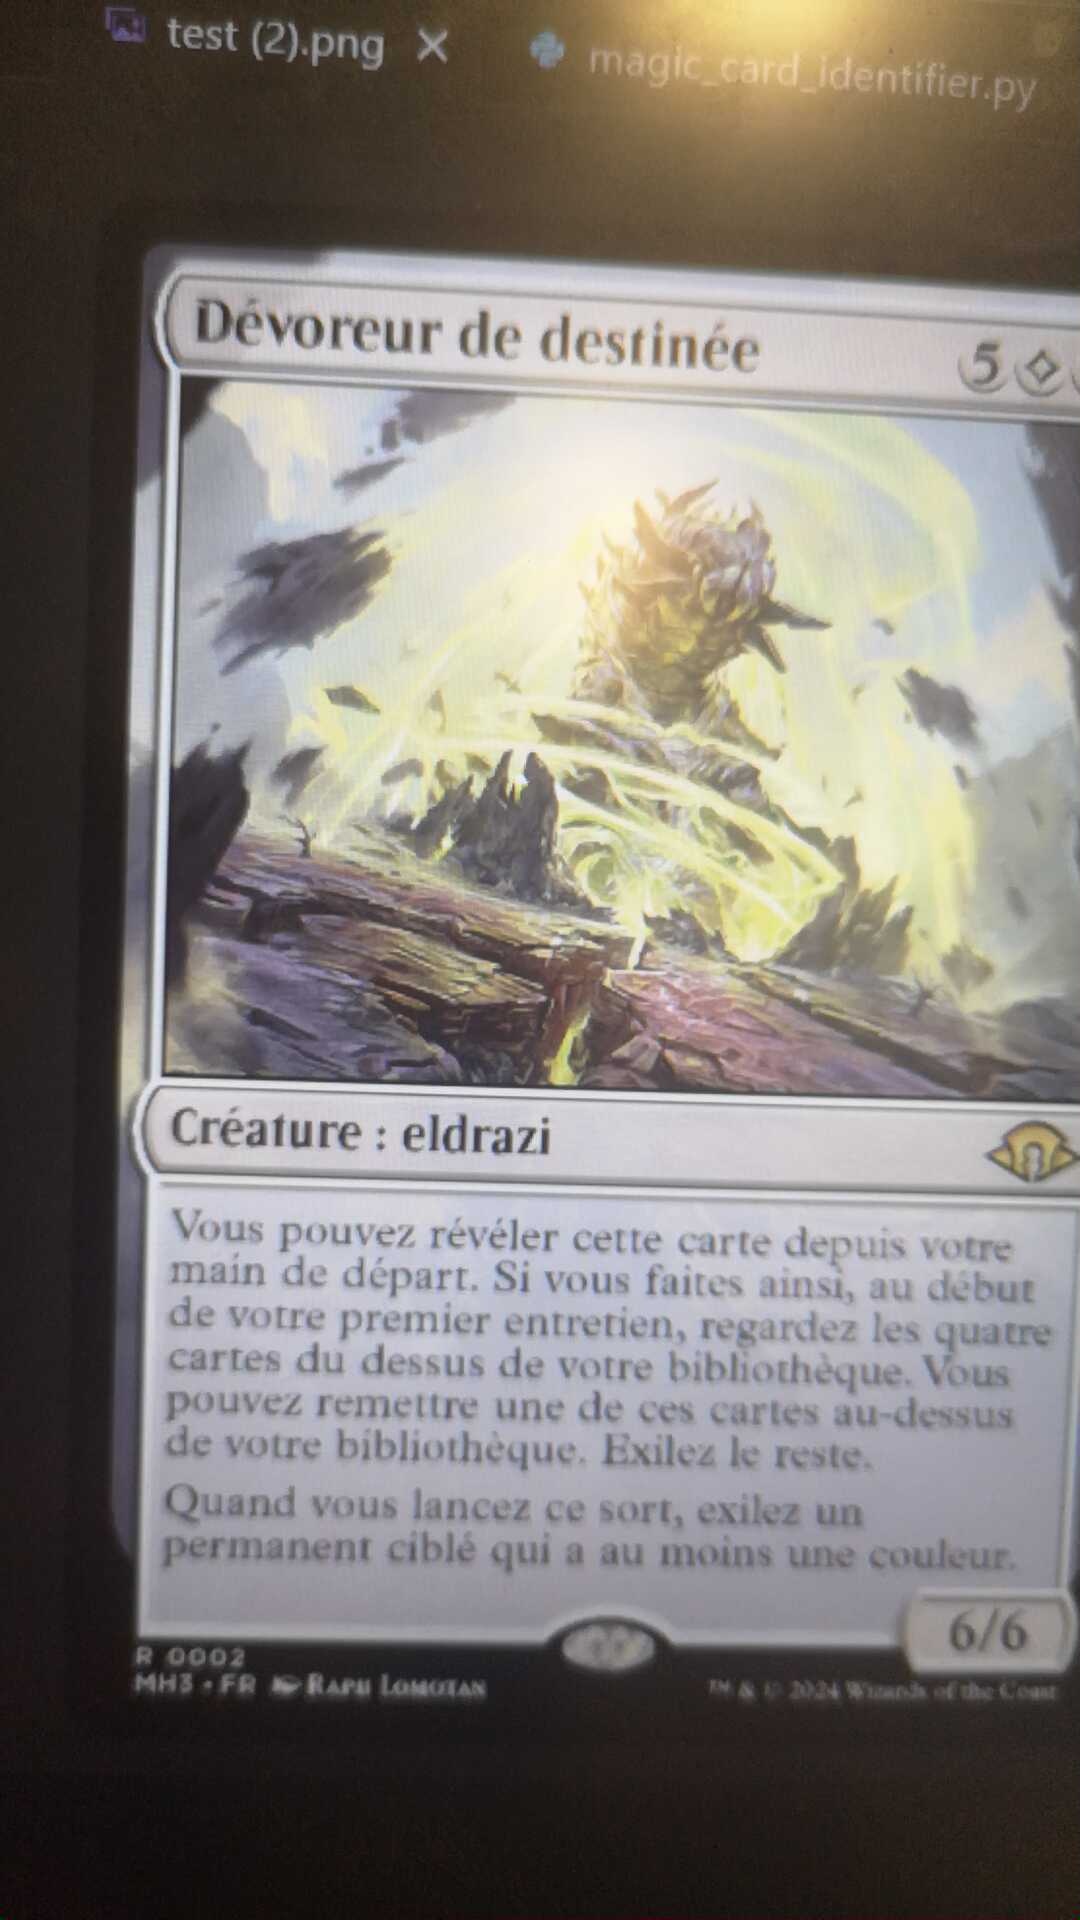 test (2).png
magic_card_identifier.py
Dévoreur de destinée
5
Créature : eldrazi
Vous pouvez révéler cette carte depuis votre
main de départ. Si vous faites ainsi, au début
de votre premier entretien, regardez les quatre
cartes du dessus de votre bibliothèque. Vous
pouvez remettre une de ces cartes au-dessus
de votre bibliothèque. Exilez le reste.
Quand vous lancez ce sort, exilez un
permanent ciblé qui a au moins une couleur.
6/6
R 0002
MH3 • FR Raph Lomotan
™ & © 2024 Wizards of the Coast